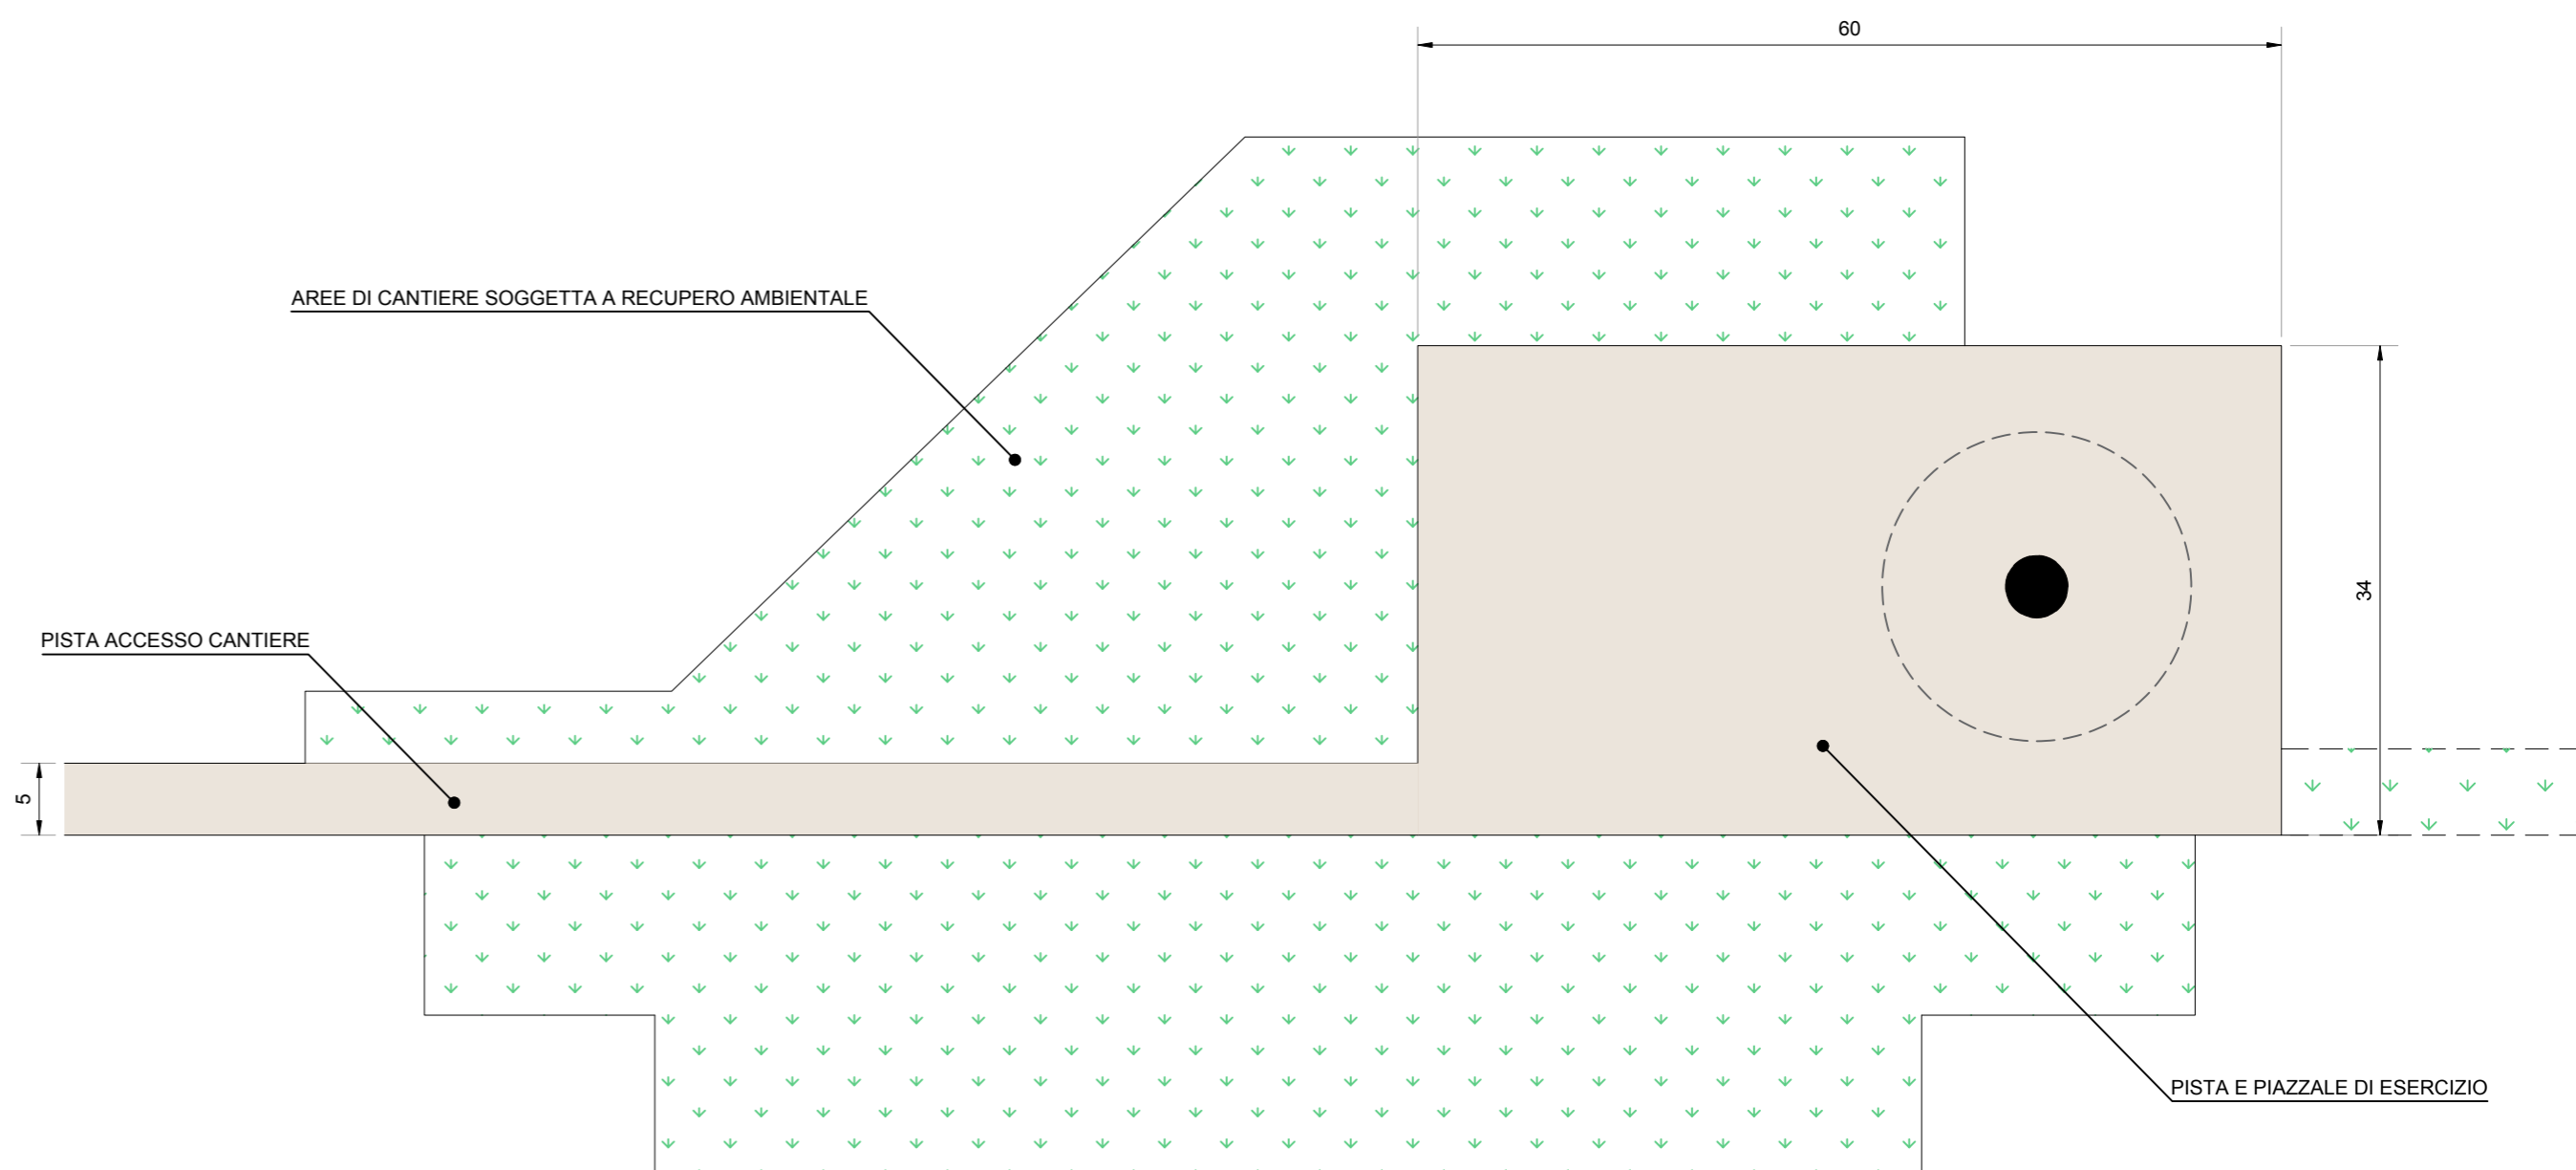 60
AREE DI CANTIERE SOGGETTA A RECUPERO AMBIENTALE
34
PISTA ACCESSO CANTIERE
5
PISTA E PIAZZALE DI ESERCIZIO